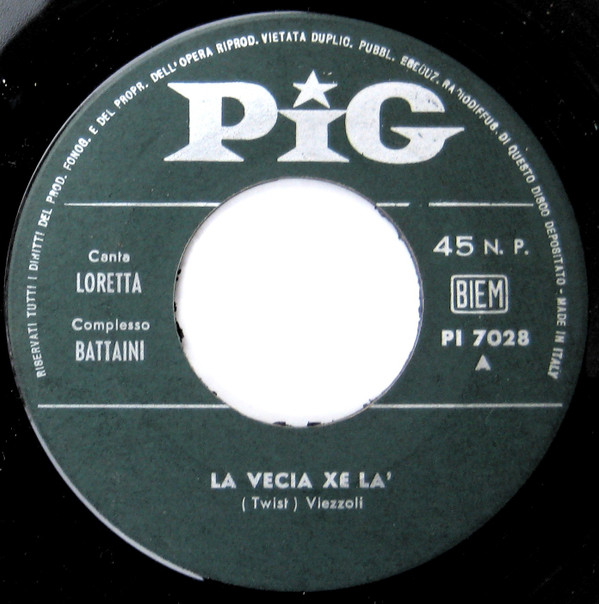 RISERVATI TUTTI I DIRITTI DEL PROD. FONOG. E DEL PROPR. DELL'OPERA RIPROD. VIETATA DUPLIC. PUBBL. ESECUZ. RADIODIFFUS. DI QUESTO DISCO DEPOSITATO - MADE IN ITALY
PiG
Canta
LORETTA
Complesso
BATTAINI
45 N. P.
BIEM
PI 7028
A
LA VECIA XE LA'
( Twist ) Viezzoli